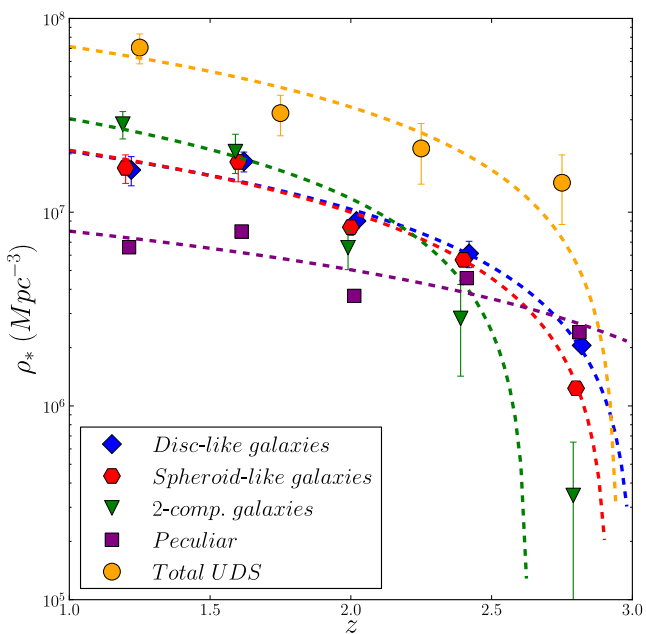 10^8
10^7
10^6
10^5
ρ_* (Mpc^{−3})
Disc-like galaxies
Spheroid-like galaxies
2-comp. galaxies
Peculiar
Total UDS
1.0 1.5 2.0 2.5 3.0
z